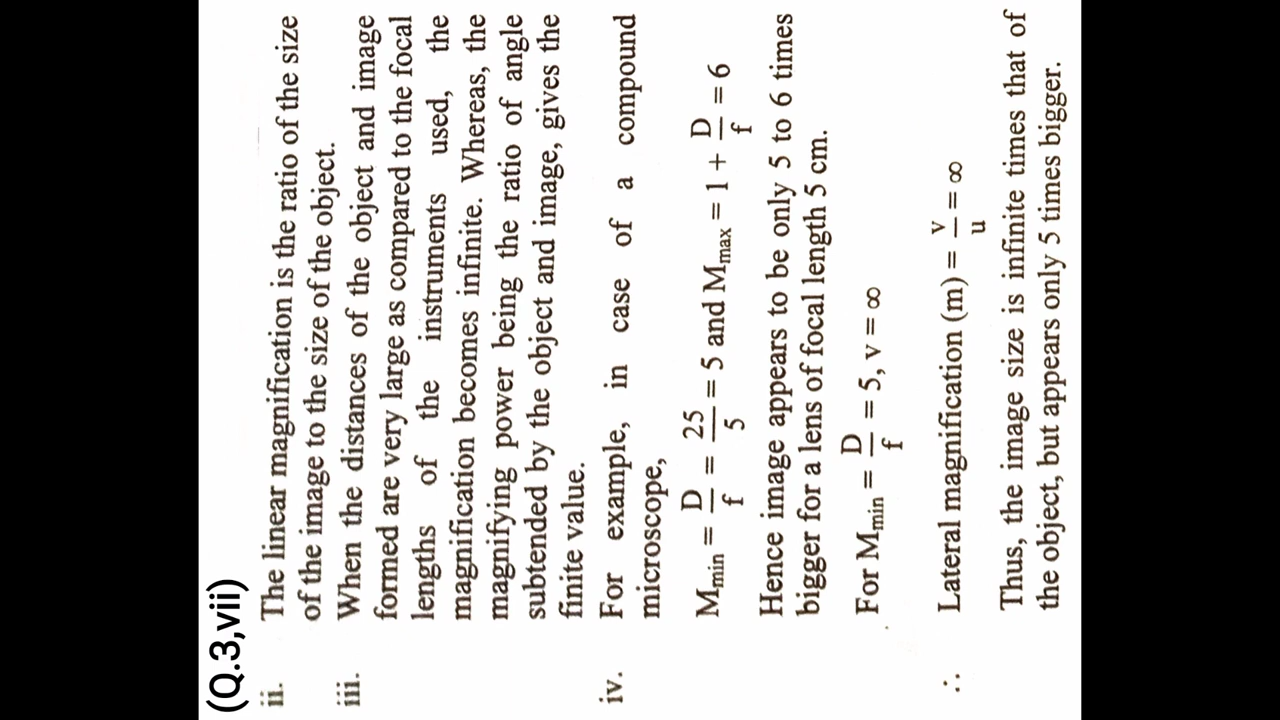 (Q.3,vii)
ii. The linear magnification is the ratio of the size
of the image to the size of the object.
iii. When the distances of the object and image
formed are very large as compared to the focal
lengths of the instruments used, the
magnification becomes infinite. Whereas, the
magnifying power being the ratio of angle
subtended by the object and image, gives the
finite value.
iv. For example, in case of a compound
microscope,
M_min = D/f = 25/5 = 5 and M_max = 1 + D/f = 6
Hence image appears to be only 5 to 6 times
bigger for a lens of focal length 5 cm.
For M_min = D/f = 5, v = ∞
∴ Lateral magnification (m) = v/u = ∞
Thus, the image size is infinite times that of
the object, but appears only 5 times bigger.